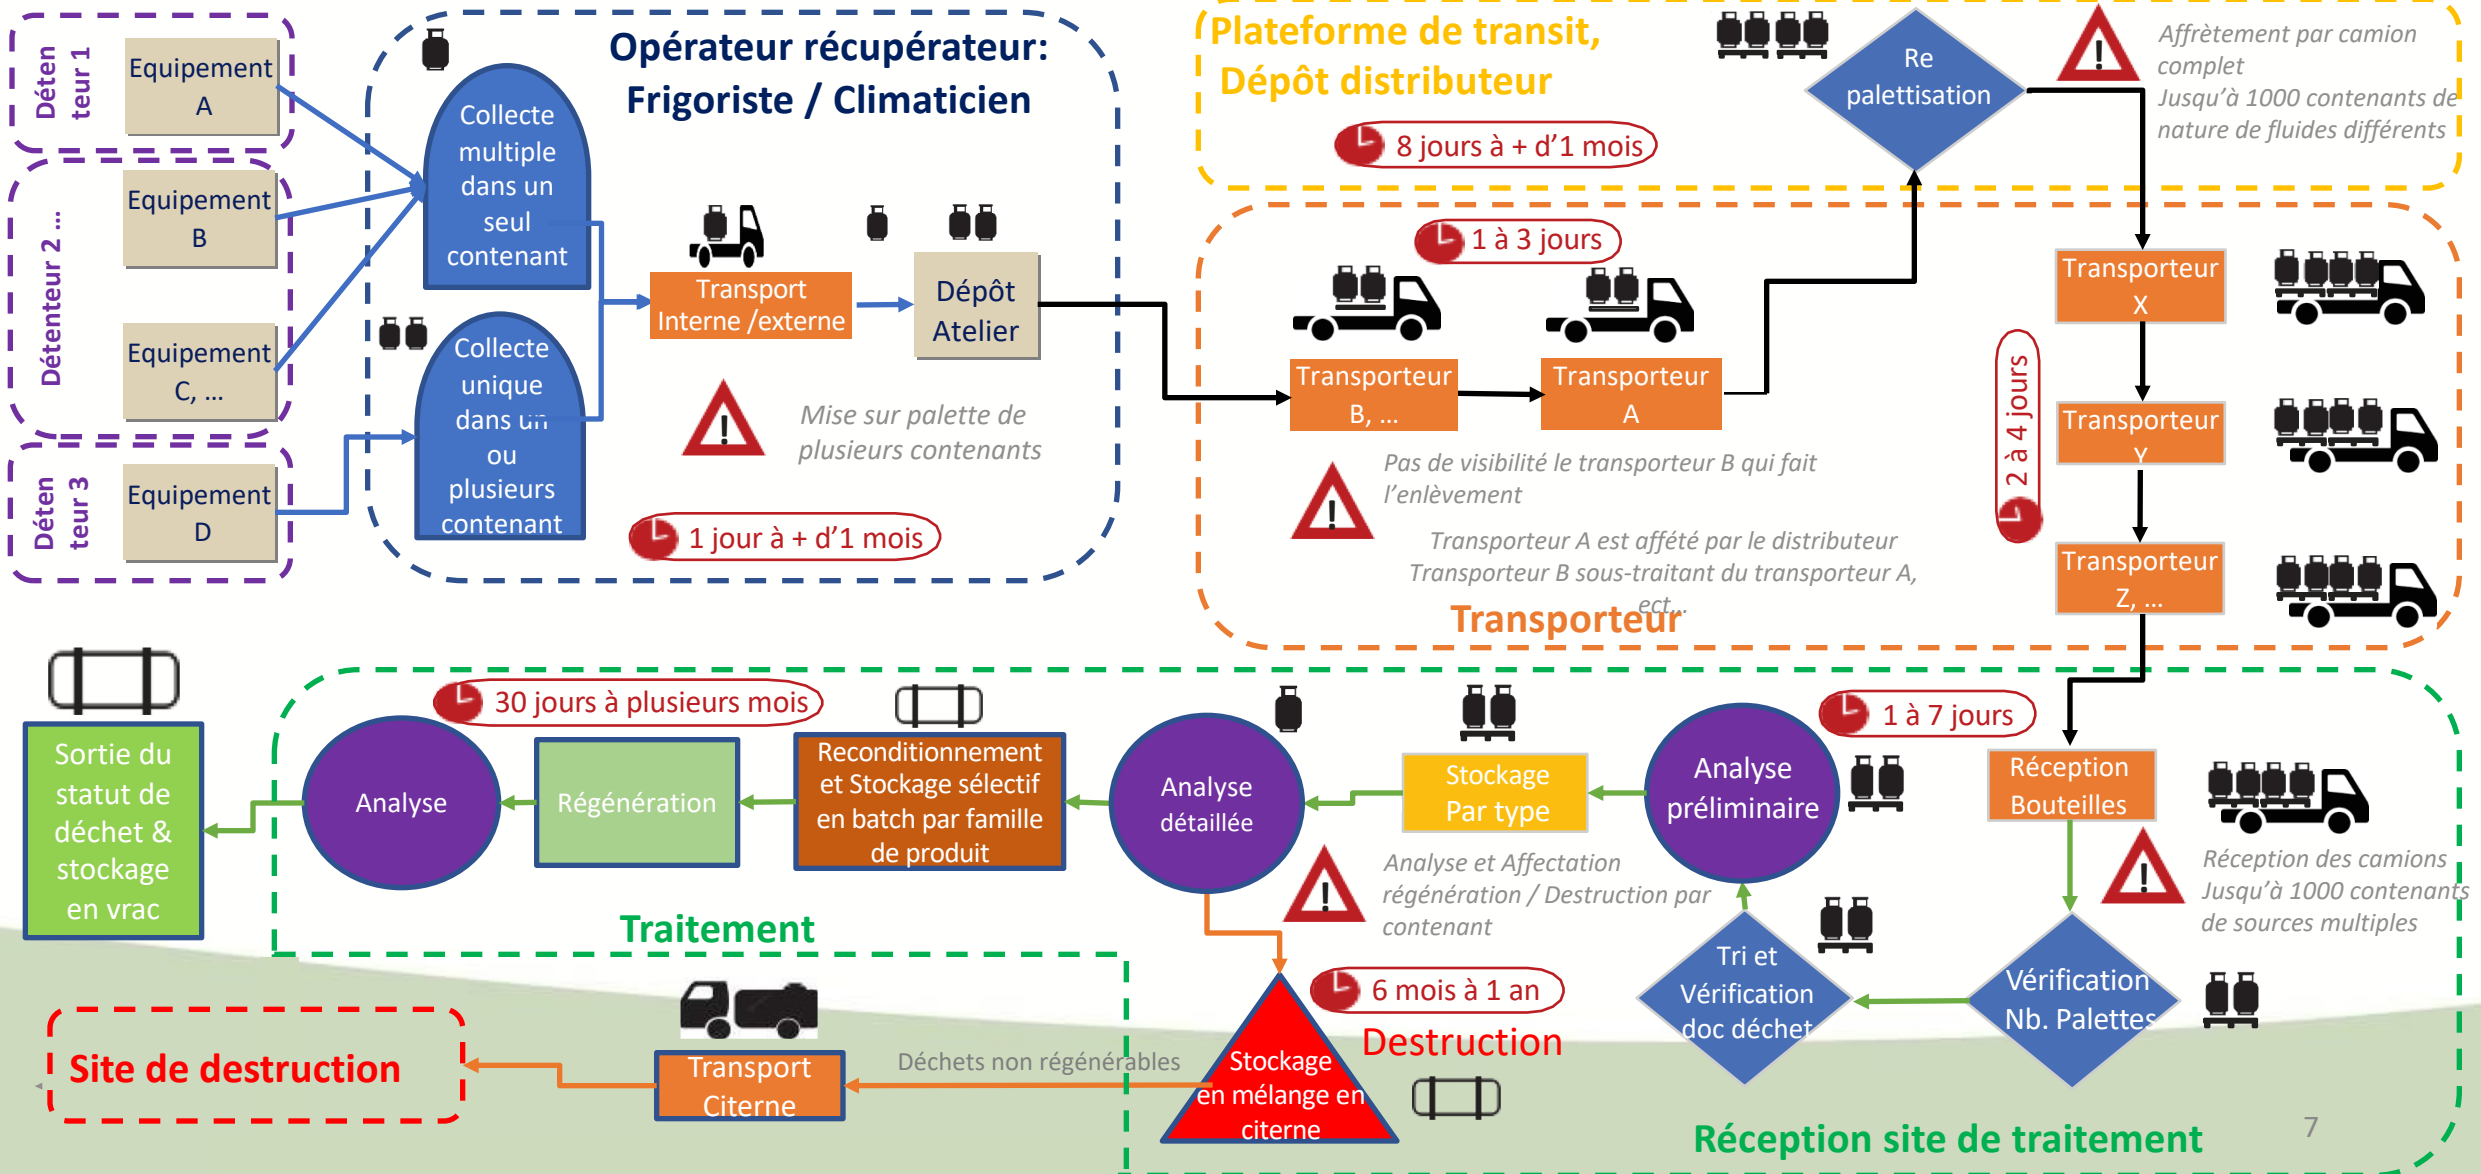 Déten
teur 1
Equipement
A
Détenteur 2 ...
Equipement
B
Equipement
C, ...
Déten
teur 3
Equipement
D
Opérateur récupérateur:
Frigoriste / Climaticien
Collecte
multiple
dans un
seul
contenant
Collecte
unique
dans un
ou
plusieurs
contenant
Transport
Interne /externe
Dépôt
Atelier
Mise sur palette de
plusieurs contenants
1 jour à + d'1 mois
Plateforme de transit,
Dépôt distributeur
8 jours à + d'1 mois
Re
palettisation
Affrètement par camion
complet
Jusqu'à 1000 contenants de
nature de fluides différents
1 à 3 jours
Transporteur
B, ...
Transporteur
A
Pas de visibilité le transporteur B qui fait
l'enlèvement
Transporteur A est affété par le distributeur
Transporteur B sous-traitant du transporteur A,
ect...
Transporteur
2 à 4 jours
Transporteur
X
Transporteur
Y
Transporteur
Z, ...
1 à 7 jours
Réception
Bouteilles
Réception des camions
Jusqu'à 1000 contenants
de sources multiples
Vérification
Nb. Palettes
Tri et
Vérification
doc déchet
Analyse
préliminaire
Stockage
Par type
Analyse et Affectation
régénération / Destruction par
contenant
Analyse
détaillée
Reconditionnement
et Stockage sélectif
en batch par famille
de produit
30 jours à plusieurs mois
Régénération
Analyse
Sortie du
statut de
déchet &
stockage
en vrac
Traitement
6 mois à 1 an
Destruction
Stockage
en mélange en
citerne
Déchets non régénérables
Transport
Citerne
Site de destruction
Réception site de traitement
7